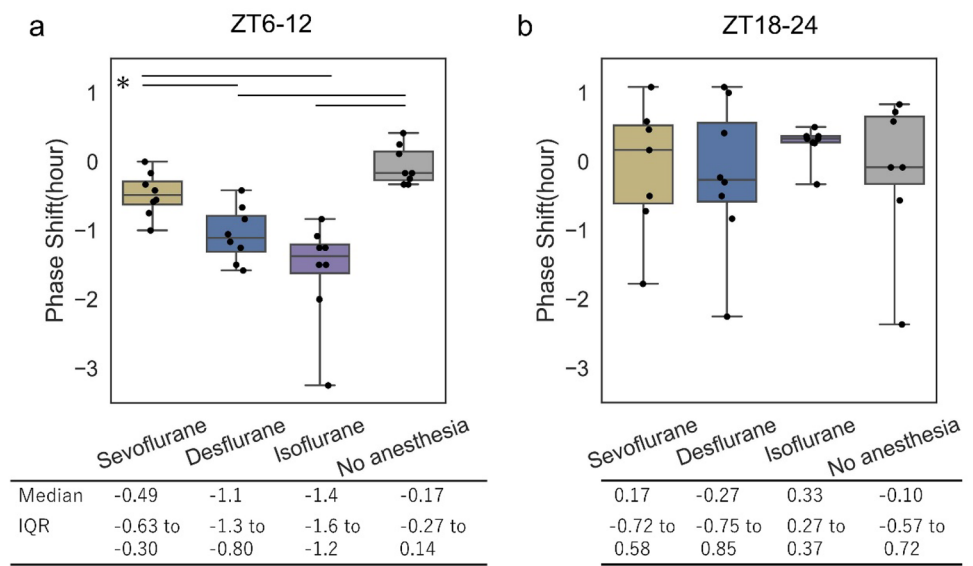 a
ZT6-12
b
ZT18-24
Phase Shift(hour)
1
0
−1
−2
−3
*
Sevoflurane
Desflurane
Isoflurane
No anesthesia
Phase Shift(hour)
1
0
−1
−2
−3
Sevoflurane
Desflurane
Isoflurane
No anesthesia
Median -0.49 -1.1 -1.4 -0.17
IQR -0.63 to -1.3 to -1.6 to -0.27 to
-0.30 -0.80 -1.2 0.14
0.17 -0.27 0.33 -0.10
-0.72 to -0.75 to 0.27 to -0.57 to
0.58 0.85 0.37 0.72